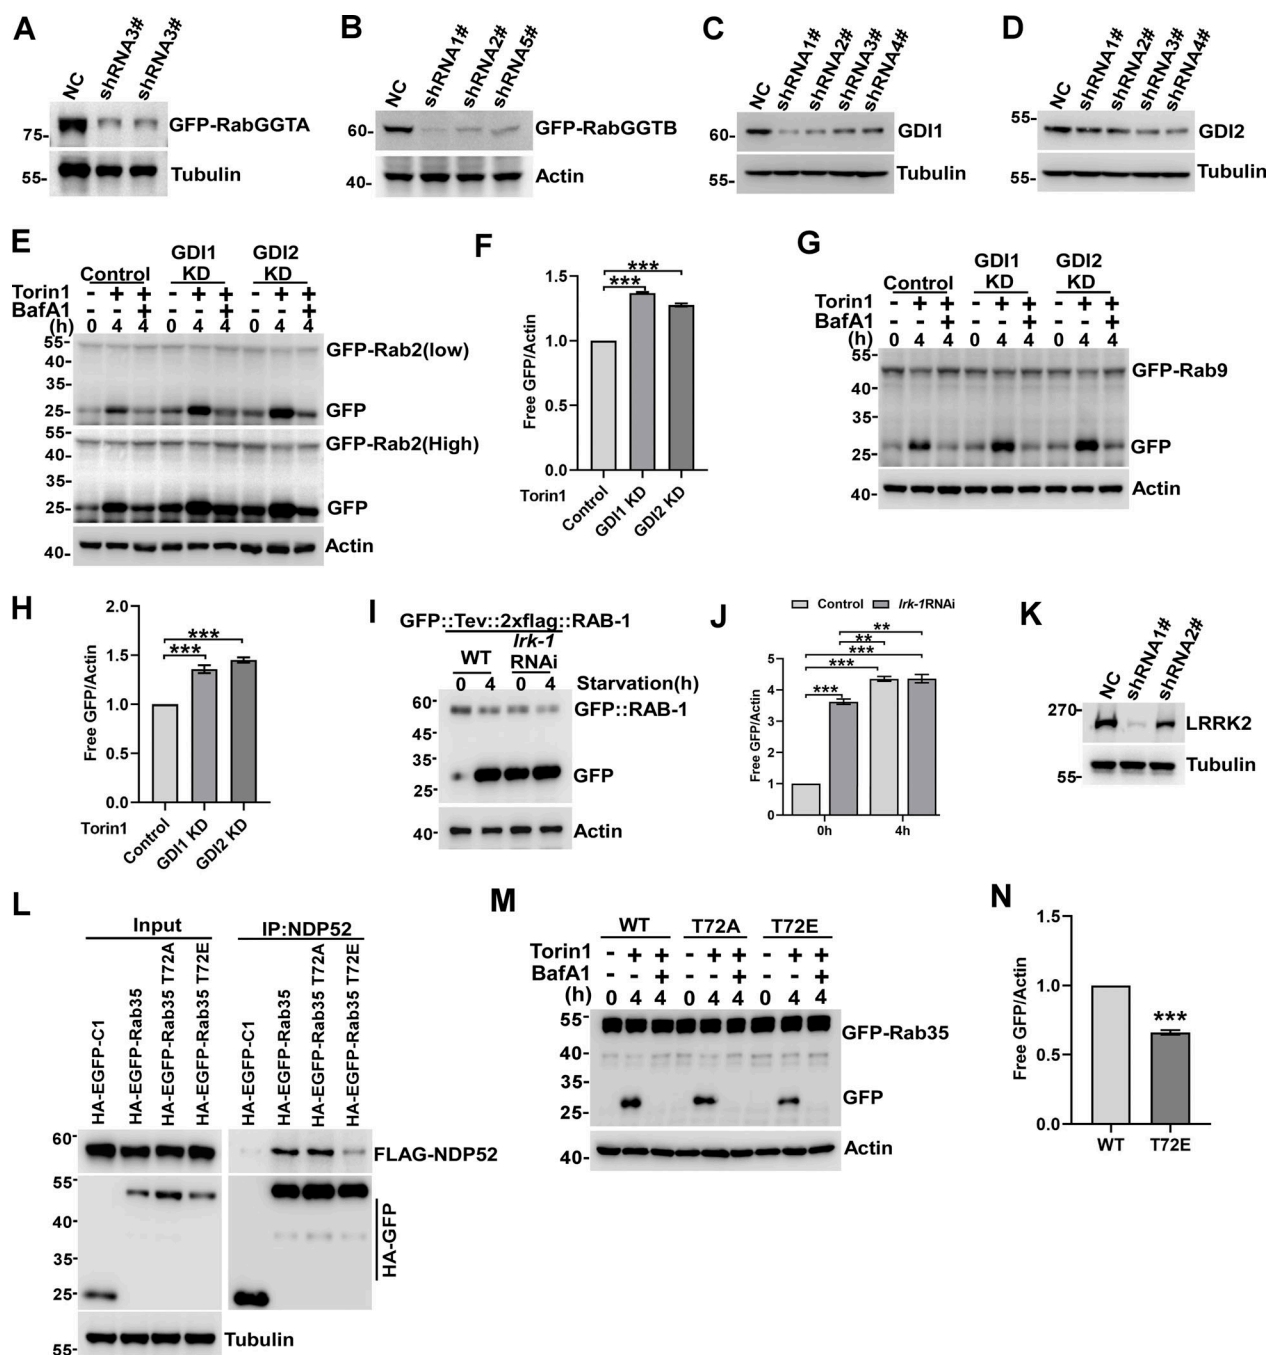 A
NC
shRNA3#
shRNA3#
75-
GFP-RabGGTA
55-
Tubulin
B
NC
shRNA1#
shRNA2#
shRNA5#
60-
GFP-RabGGTB
40-
Actin
C
NC
shRNA1#
shRNA2#
shRNA3#
shRNA4#
60-
GDI1
55-
Tubulin
D
NC
shRNA1#
shRNA2#
shRNA3#
shRNA4#
55-
GDI2
55-
Tubulin
E
Control
GDI1
KD
GDI2
KD
Torin1 - + + - + + - + +
BafA1 - - + - - + - - +
(h) 0 4 4 0 4 4 0 4 4
55-
GFP-Rab2(low)
40-
35-
25-
GFP
55-
GFP-Rab2(High)
35-
25-
GFP
40-
Actin
F
Free GFP/Actin
1.5
1.0
0.5
0.0
***
***
Torin1
Control
GDI1 KD
GDI2 KD
G
Control
GDI1
KD
GDI2
KD
Torin1 - + + - + + - + +
BafA1 - - + - - + - - +
(h) 0 4 4 0 4 4 0 4 4
55-
GFP-Rab9
40-
35-
25-
GFP
40-
Actin
H
Free GFP/Actin
2.0
1.5
1.0
0.5
0.0
***
***
Torin1
Control
GDI1 KD
GDI2 KD
I
GFP::Tev::2xflag::RAB-1
WT
lrk-1
RNAi
0 4 0 4 Starvation(h)
60-
GFP::RAB-1
45-
35-
GFP
25-
40-
Actin
J
Control
lrk-1RNAi
Free GFP/Actin
5
4
3
2
1
0
**
**
***
***
***
0h
4h
K
NC
shRNA1#
shRNA2#
270-
LRRK2
55-
Tubulin
L
Input
IP:NDP52
HA-EGFP-C1
HA-EGFP-Rab35
HA-EGFP-Rab35 T72A
HA-EGFP-Rab35 T72E
HA-EGFP-C1
HA-EGFP-Rab35
HA-EGFP-Rab35 T72A
HA-EGFP-Rab35 T72E
60-
FLAG-NDP52
55-
40-
35-
25-
HA-GFP
55-
Tubulin
M
WT
T72A
T72E
Torin1 - + + - + + - + +
BafA1 - - + - - + - - +
(h) 0 4 4 0 4 4 0 4 4
55-
GFP-Rab35
40-
35-
GFP
25-
40-
Actin
N
Free GFP/Actin
1.5
1.0
0.5
0.0
***
WT
T72E